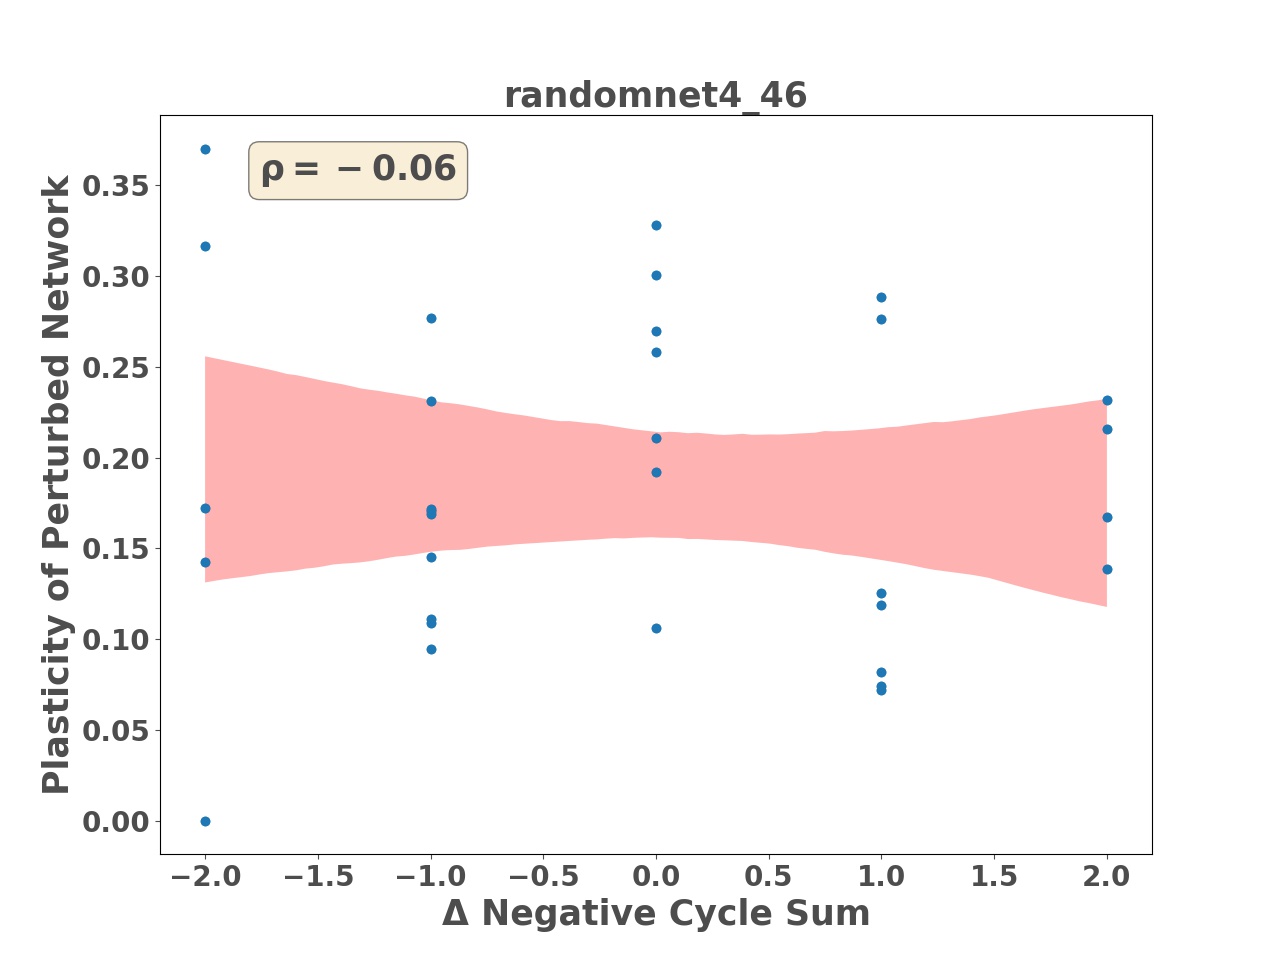 randomnet4_46
ρ = − 0.06
Plasticity of Perturbed Network
0.35
0.30
0.25
0.20
0.15
0.10
0.05
0.00
−2.0 −1.5 −1.0 −0.5 0.0 0.5 1.0 1.5 2.0
Δ Negative Cycle Sum